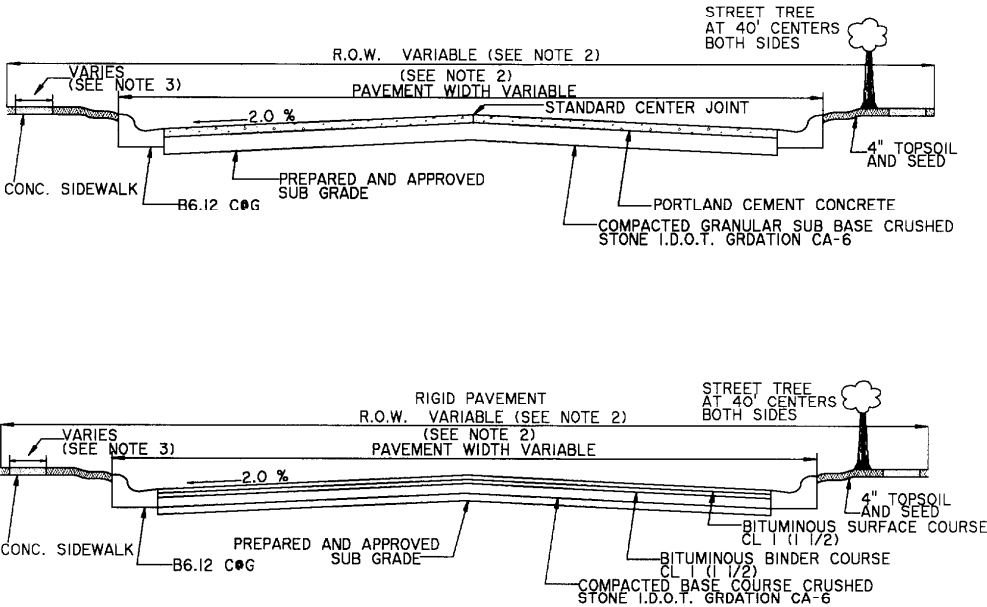 STREET TREE
AT 40' CENTERS
BOTH SIDES
R.O.W. VARIABLE (SEE NOTE 2)
VARIES
(SEE NOTE 3)
(SEE NOTE 2)
PAVEMENT WIDTH VARIABLE
STANDARD CENTER JOINT
2.0 %
4" TOPSOIL
AND SEED
CONC. SIDEWALK
PREPARED AND APPROVED
SUB GRADE
B6.12 C&G
PORTLAND CEMENT CONCRETE
COMPACTED GRANULAR SUB BASE CRUSHED
STONE I.D.O.T. GRDATION CA-6
RIGID PAVEMENT
STREET TREE
AT 40' CENTERS
BOTH SIDES
R.O.W. VARIABLE (SEE NOTE 2)
VARIES
(SEE NOTE 3)
(SEE NOTE 2)
PAVEMENT WIDTH VARIABLE
2.0 %
4" TOPSOIL
AND SEED
BITUMINOUS SURFACE COURSE
CL I (1 1/2)
CONC. SIDEWALK
B6.12 C&G
PREPARED AND APPROVED
SUB GRADE
BITUMINOUS BINDER COURSE
CL I (1 1/2)
COMPACTED BASE COURSE CRUSHED
STONE I.D.O.T. GRDATION CA-6